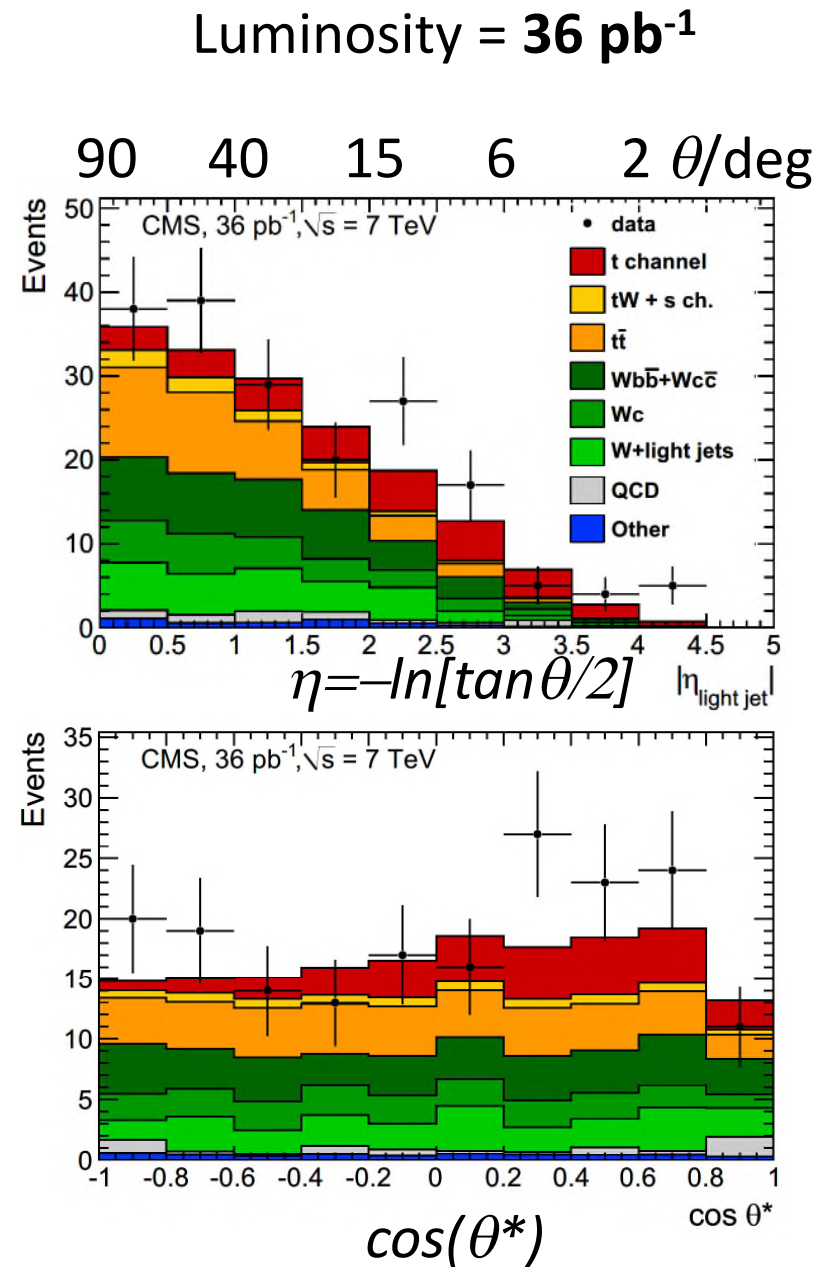 Luminosity = 36 pb-1
90 40 15 6 2 θ/deg
Events
50
40
30
20
10
0
CMS, 36 pb-1,√s = 7 TeV
data
t channel
tW + s ch.
tt̄
Wbb̄+Wcc̄
Wc
W+light jets
QCD
Other
0 0.5 1 1.5 2 2.5 3 3.5 4 4.5 5
η=–ln[tanθ/2]
|ηlight jet|
Events
35
30
25
20
15
10
5
0
CMS, 36 pb-1,√s = 7 TeV
-1 -0.8 -0.6 -0.4 -0.2 0 0.2 0.4 0.6 0.8 1
cos θ*
cos(θ*)